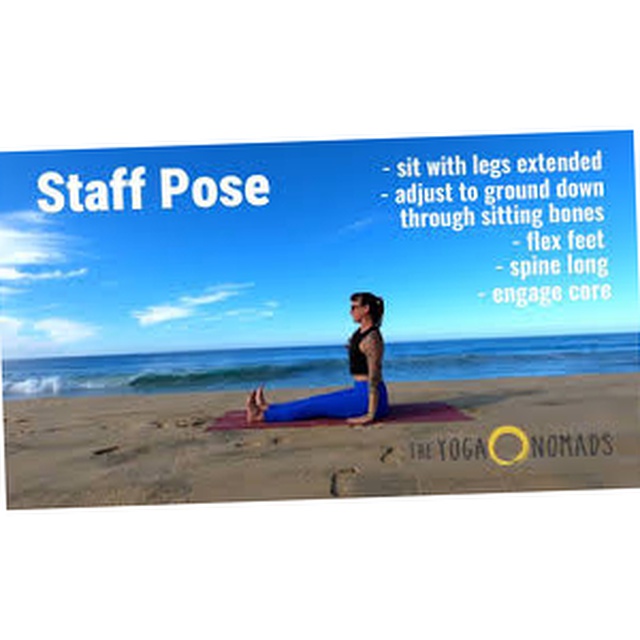 Staff Pose
- sit with legs extended
- adjust to ground down
through sitting bones
- flex feet
- spine long
- engage core
THE YOGA NOMADS